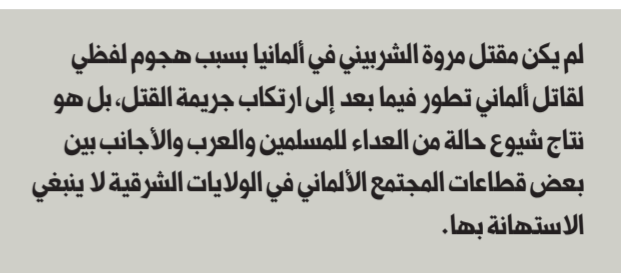 لم يكن مقتل مروة الشربيني في ألمانيا بسبب هجوم لفظي
لقاتل ألماني تطور فيما بعد إلى ارتكاب جريمة القتل، بل هو
نتاج شيوع حالة من العداء للمسلمين والعرب والأجانب بين
بعض قطاعات المجتمع الألماني في الولايات الشرقية لا ينبغي
الاستهانة بها.